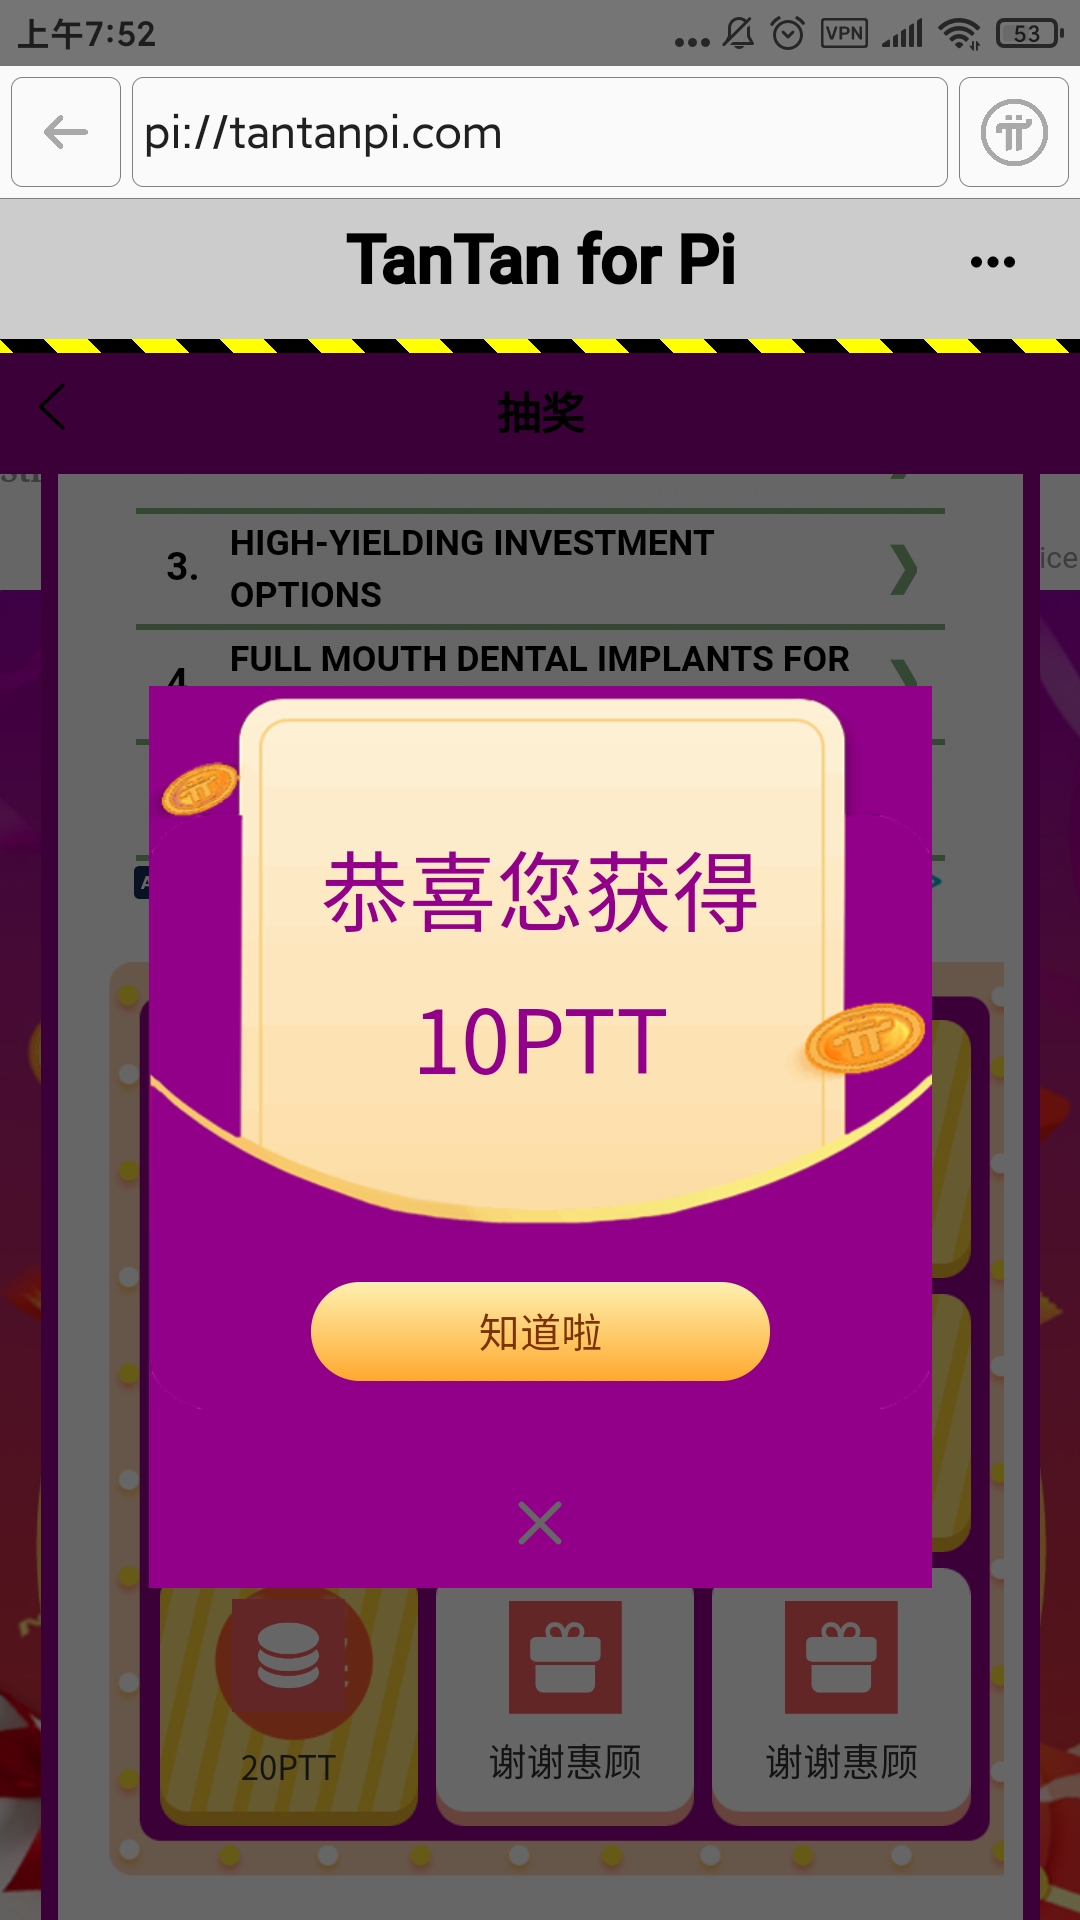 上午7:52
VPN
53
pi://tantanpi.com
TanTan for Pi
抽奖
ice
3. HIGH-YIELDING INVESTMENT
OPTIONS
4. FULL MOUTH DENTAL IMPLANTS FOR
恭喜您获得
10PTT
知道啦
20PTT
谢谢惠顾
谢谢惠顾